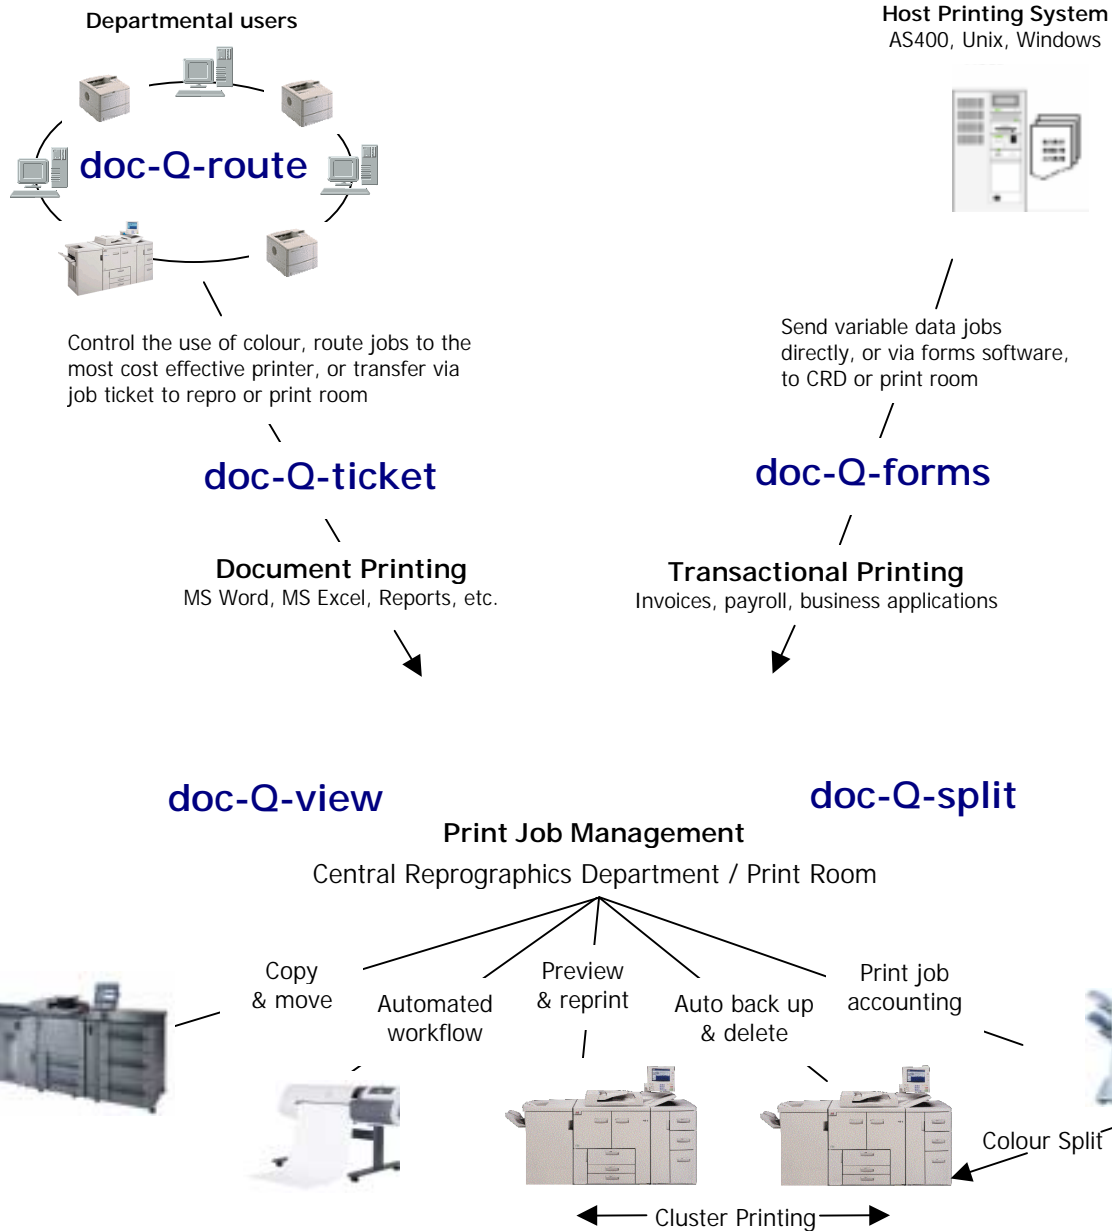 Departmental users
Host Printing System
AS400, Unix, Windows
doc-Q-route
Control the use of colour, route jobs to the
most cost effective printer, or transfer via
job ticket to repro or print room
Send variable data jobs
directly, or via forms software,
to CRD or print room
doc-Q-ticket
doc-Q-forms
Document Printing
MS Word, MS Excel, Reports, etc.
Transactional Printing
Invoices, payroll, business applications
doc-Q-view
doc-Q-split
Print Job Management
Central Reprographics Department / Print Room
Copy
& move
Automated
workflow
Preview
& reprint
Auto back up
& delete
Print job
accounting
Colour Split
Cluster Printing